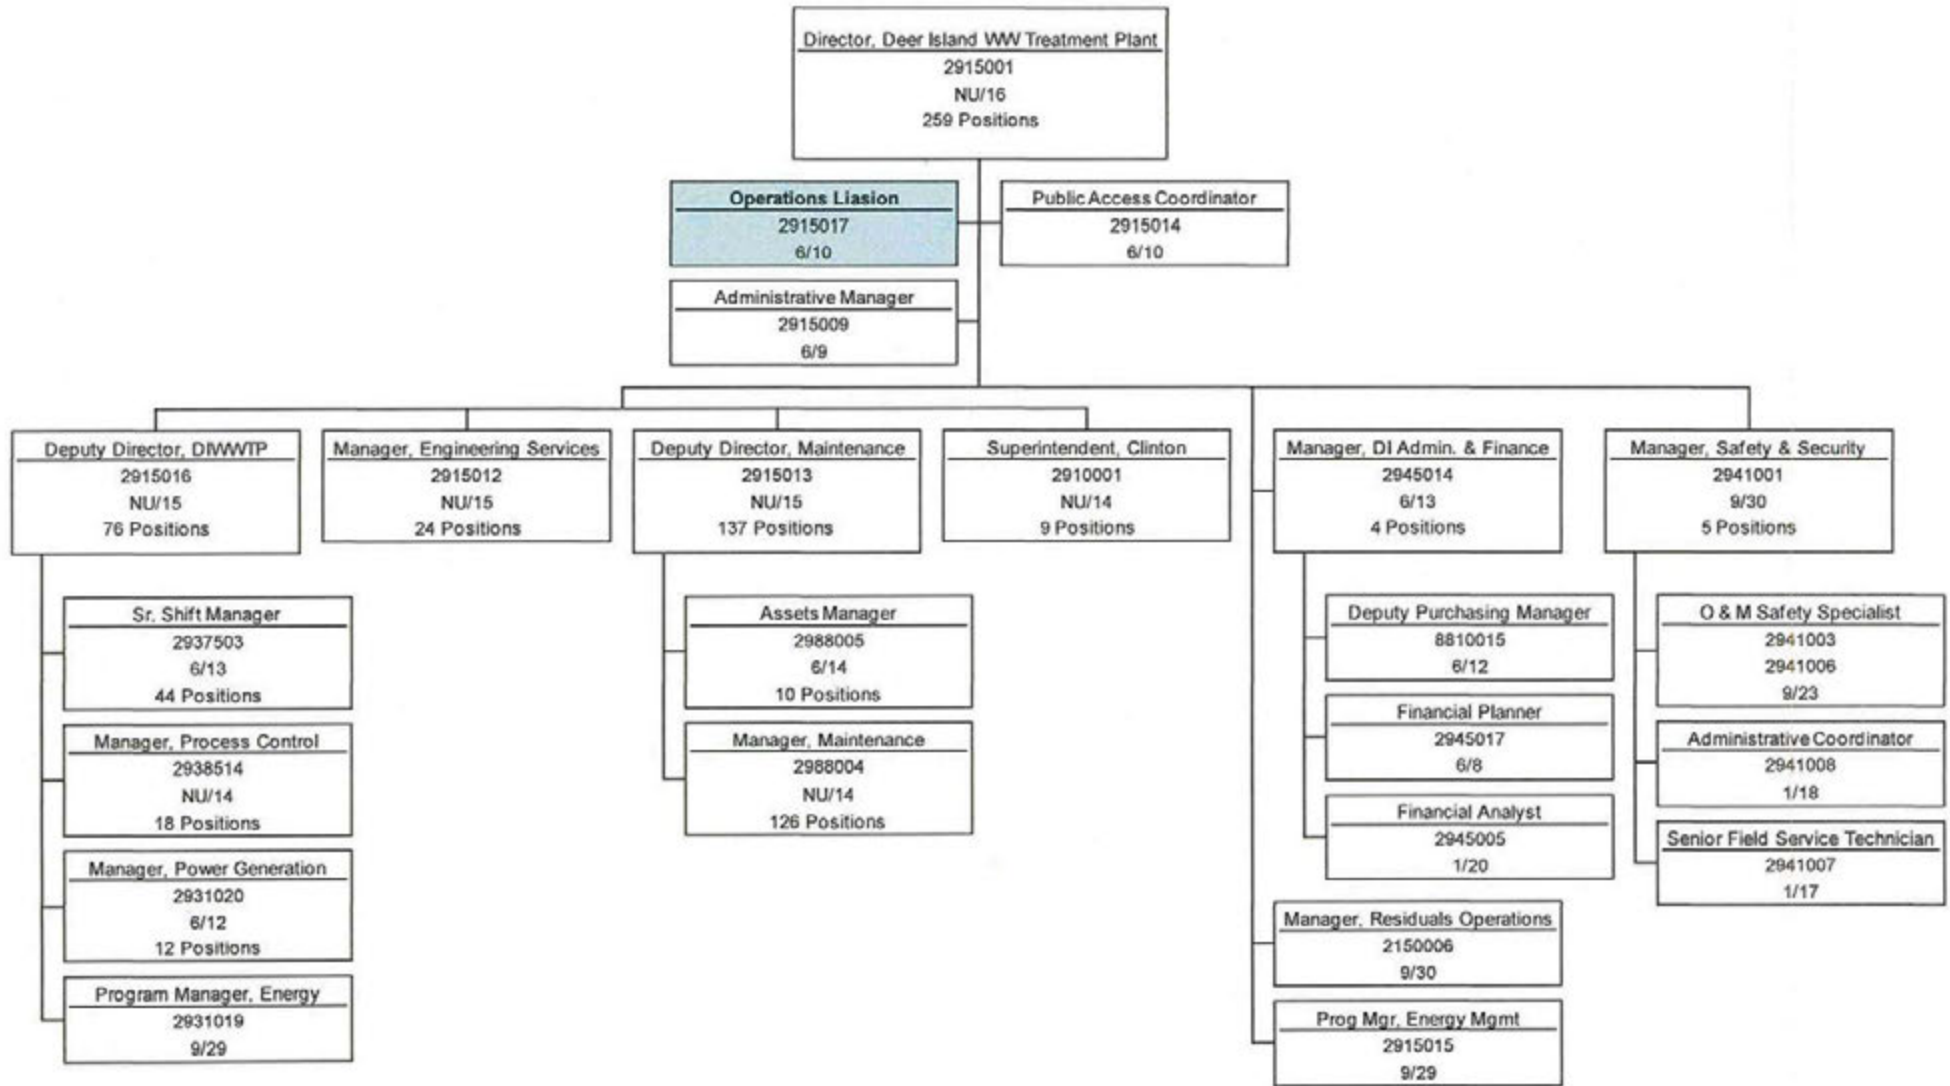 Director, Deer Island WW Treatment Plant
2915001
NU/16
259 Positions
Operations Liasion
2915017
6/10
Public Access Coordinator
2915014
6/10
Administrative Manager
2915009
6/9
Deputy Director, DIWWTP
2915016
NU/15
76 Positions
Manager, Engineering Services
2915012
NU/15
24 Positions
Deputy Director, Maintenance
2915013
NU/15
137 Positions
Superintendent, Clinton
2910001
NU/14
9 Positions
Manager, DI Admin. & Finance
2945014
6/13
4 Positions
Manager, Safety & Security
2941001
9/30
5 Positions
Sr. Shift Manager
2937503
6/13
44 Positions
Manager, Process Control
2938514
NU/14
18 Positions
Manager, Power Generation
2931020
6/12
12 Positions
Program Manager, Energy
2931019
9/29
Assets Manager
2988005
6/14
10 Positions
Manager, Maintenance
2988004
NU/14
126 Positions
Deputy Purchasing Manager
8810015
6/12
Financial Planner
2945017
6/8
Financial Analyst
2945005
1/20
Manager, Residuals Operations
2150006
9/30
Prog Mgr, Energy Mgmt
2915015
9/29
O & M Safety Specialist
2941003
2941006
9/23
Administrative Coordinator
2941008
1/18
Senior Field Service Technician
2941007
1/17